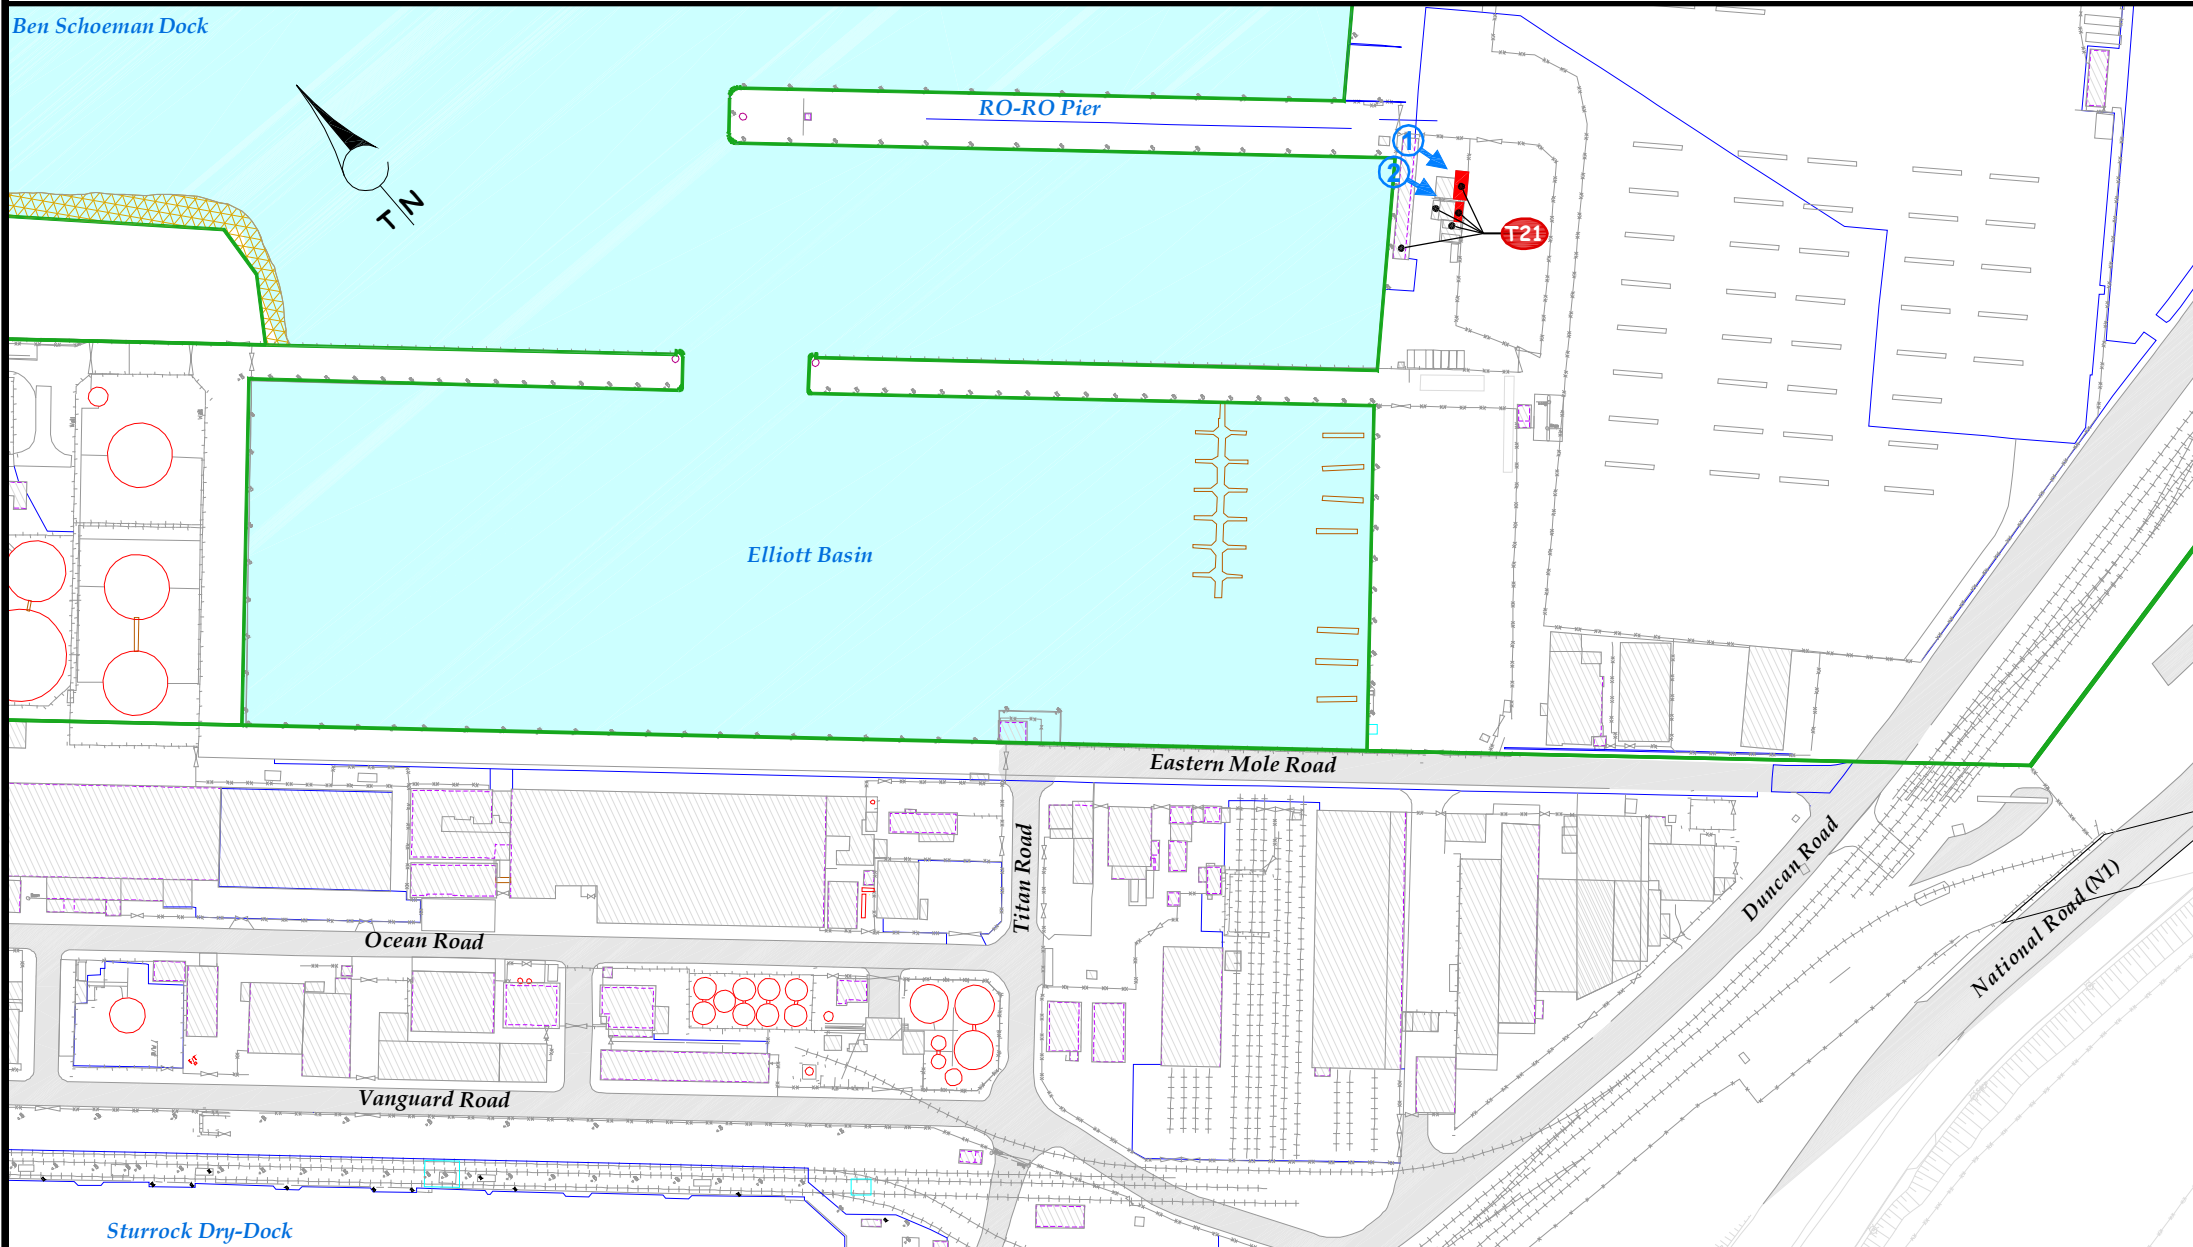 Ben Schoeman Dock
RO-RO Pier
1
2
T N
T21
Elliott Basin
Eastern Mole Road
Titan Road
Duncan Road
National Road (N1)
Ocean Road
Vanguard Road
Sturrock Dry-Dock